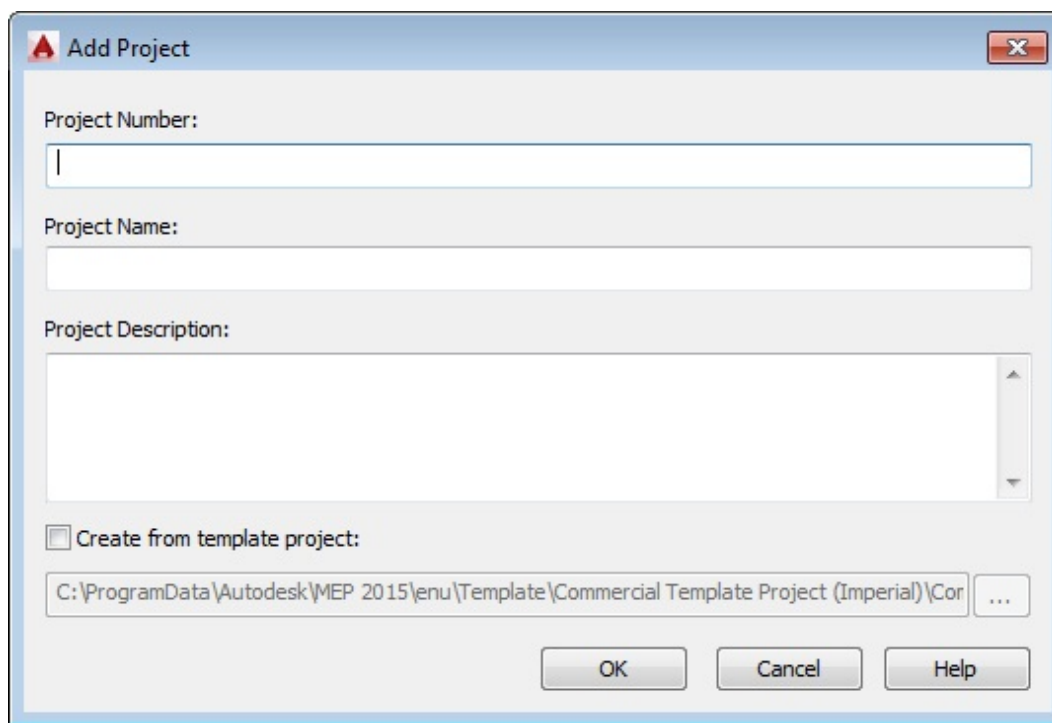 Add Project
Project Number:
Project Name:
Project Description:
Create from template project:
C:\ProgramData\Autodesk\MEP 2015\enu\Template\Commercial Template Project (Imperial)\Cor
...
OK Cancel Help